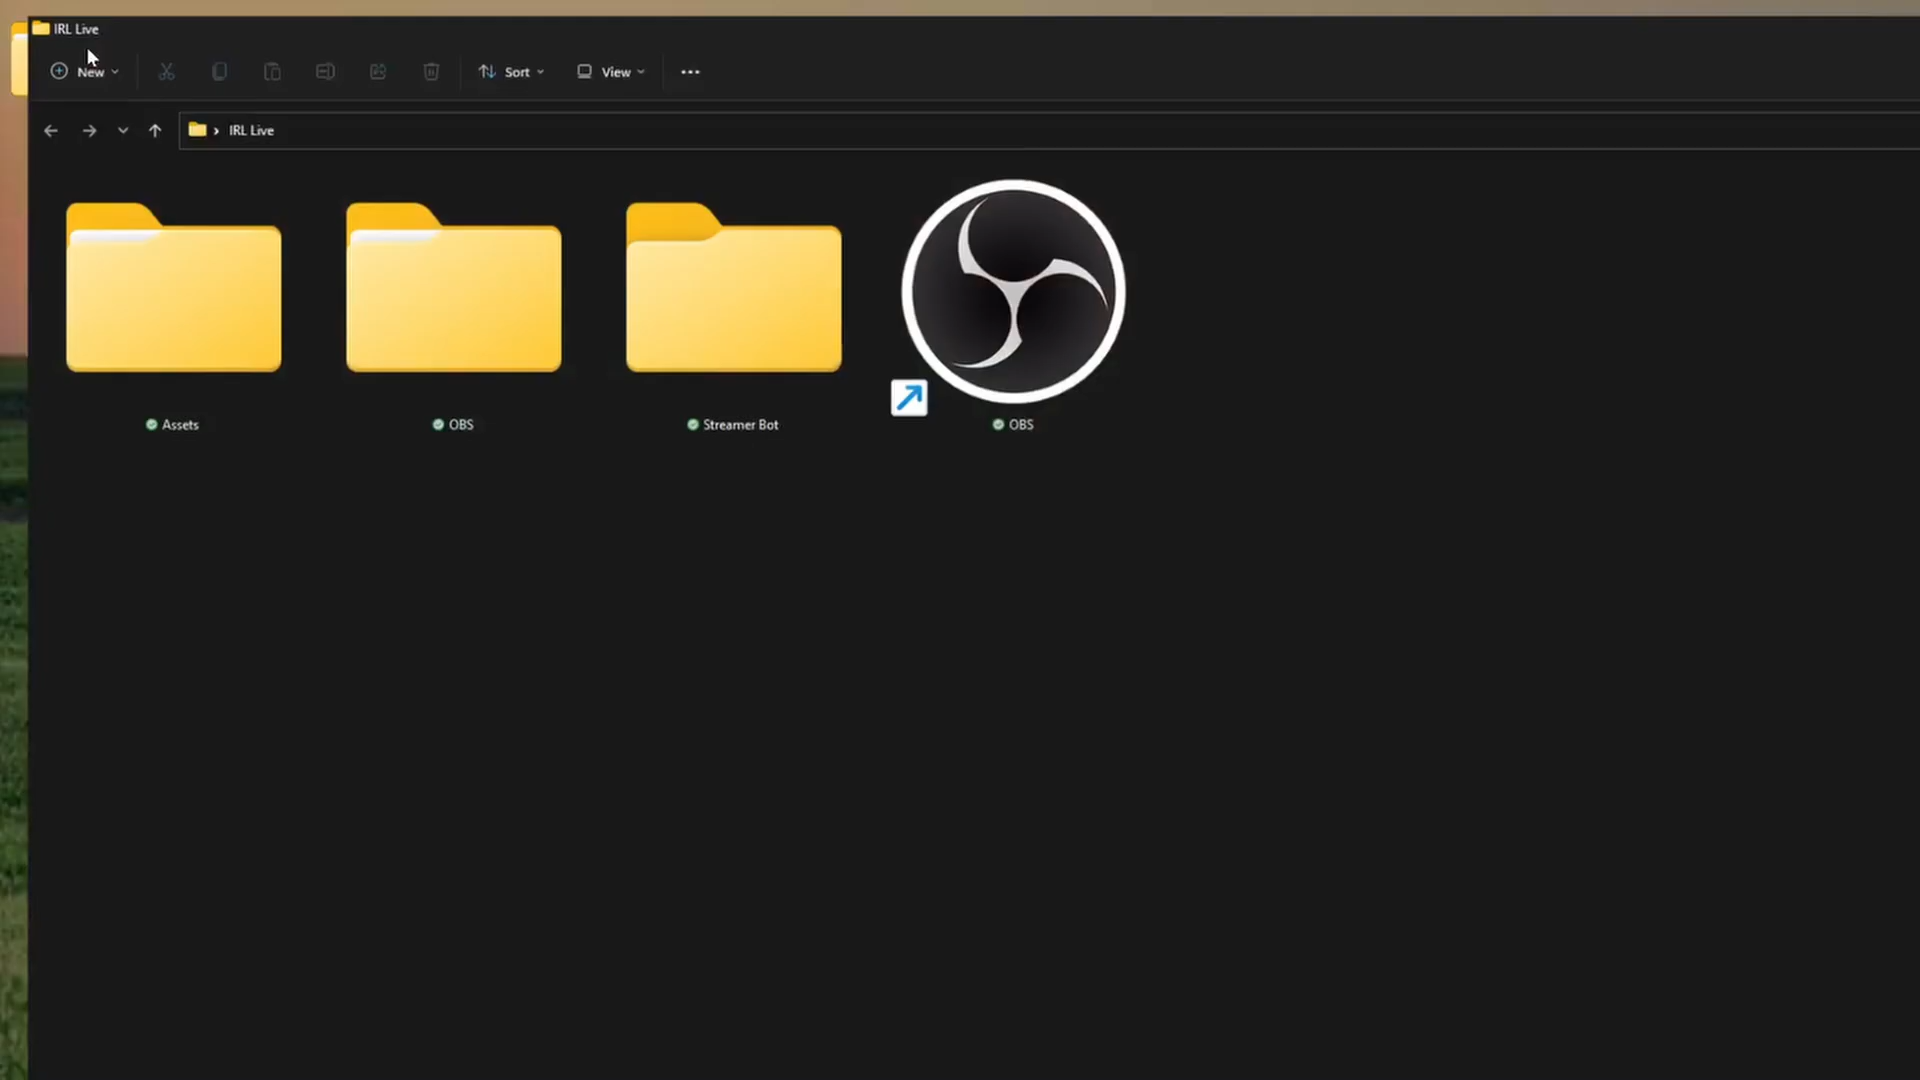 IRL Live
New
Sort
View
IRL Live
Assets
OBS
Streamer Bot
OBS